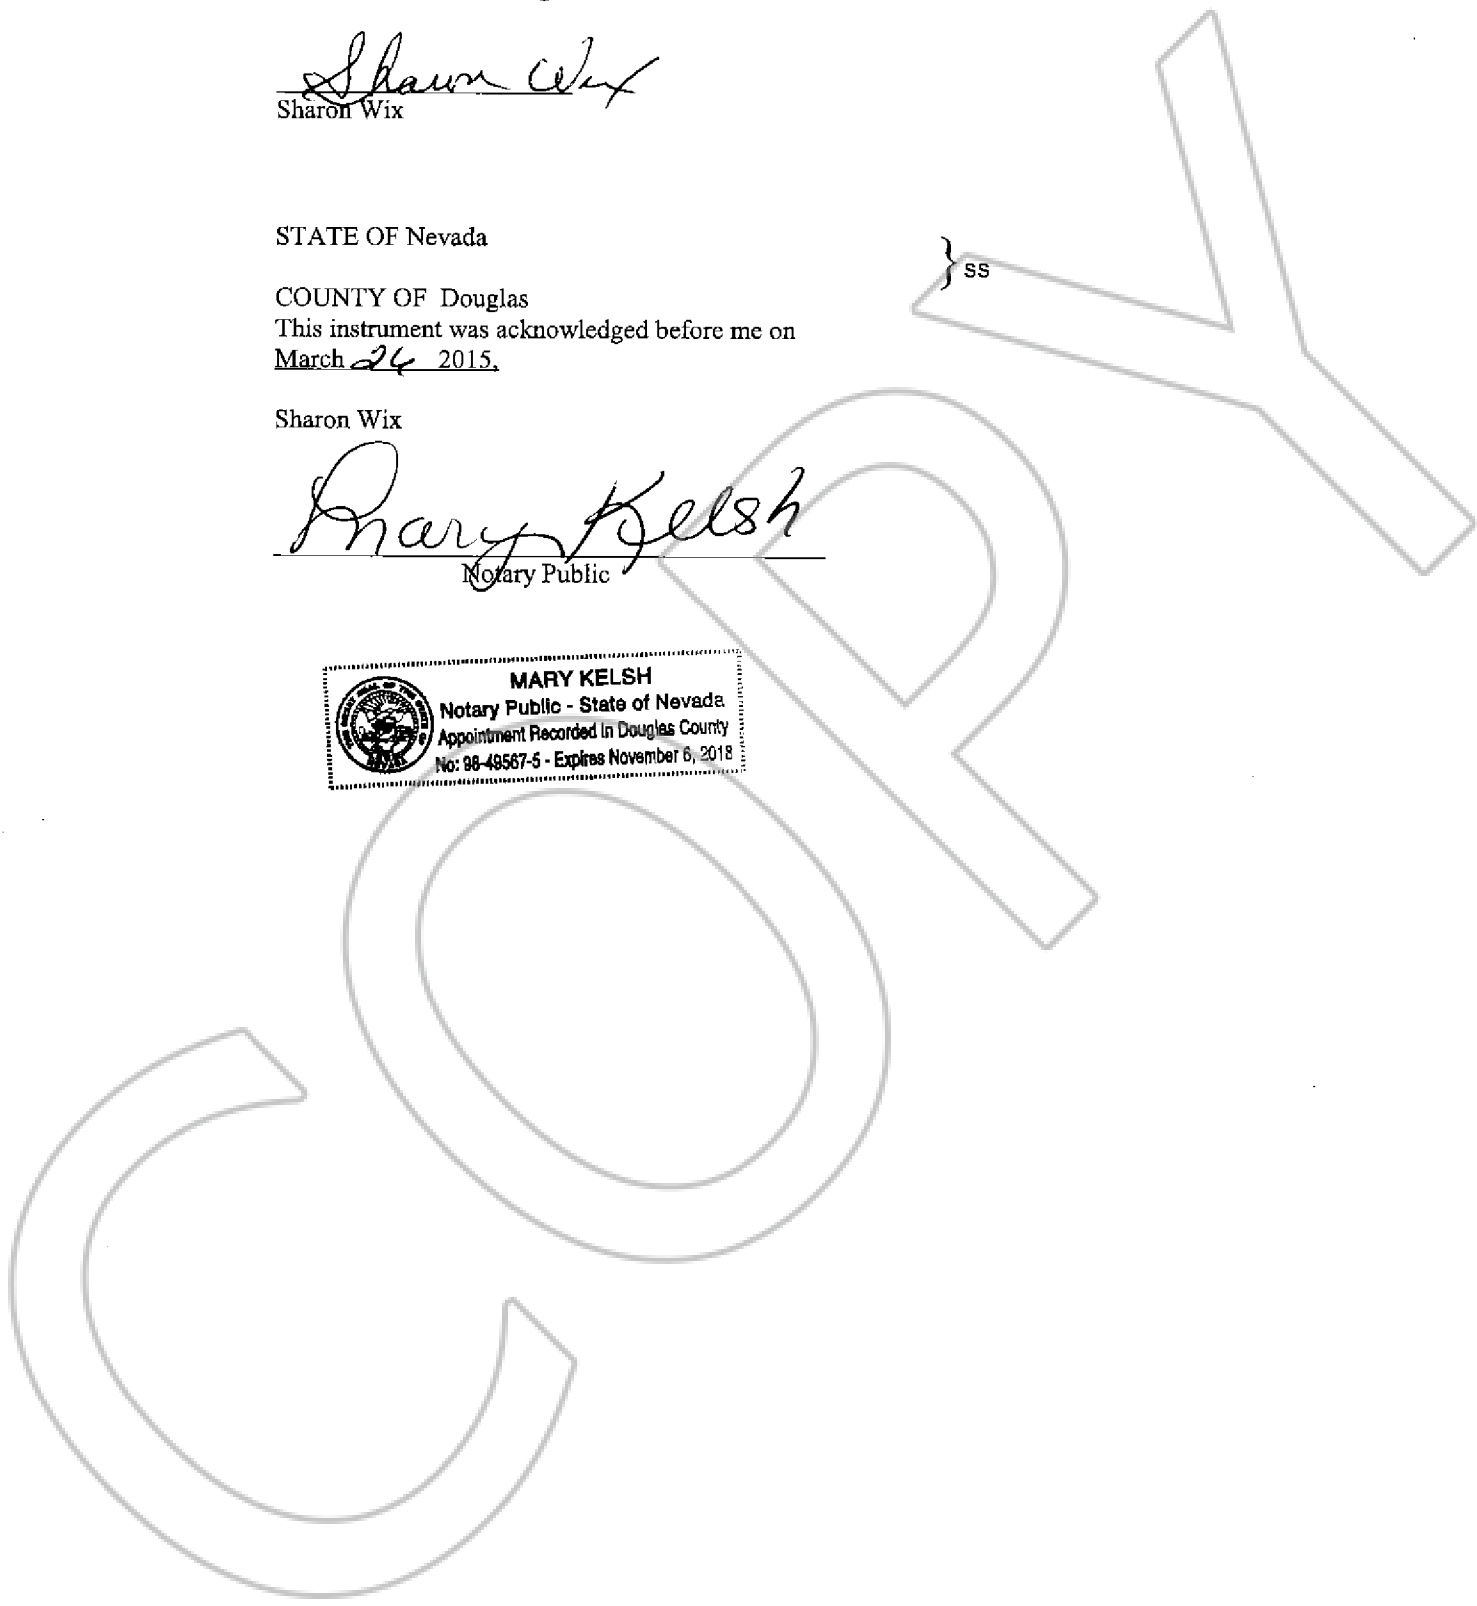 Sharon Wix
Sharon Wix
STATE OF Nevada
} ss
COUNTY OF Douglas
This instrument was acknowledged before me on
March 26 2015,
Sharon Wix
Mary Kelsh
Notary Public
MARY KELSH
Notary Public - State of Nevada
Appointment Recorded in Douglas County
No: 98-49567-5 - Expires November 6, 2018
COPY